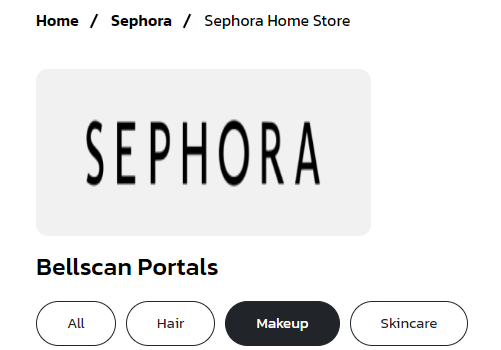 Home / Sephora / Sephora Home Store
SEPHORA
Bellscan Portals
All Hair Makeup Skincare